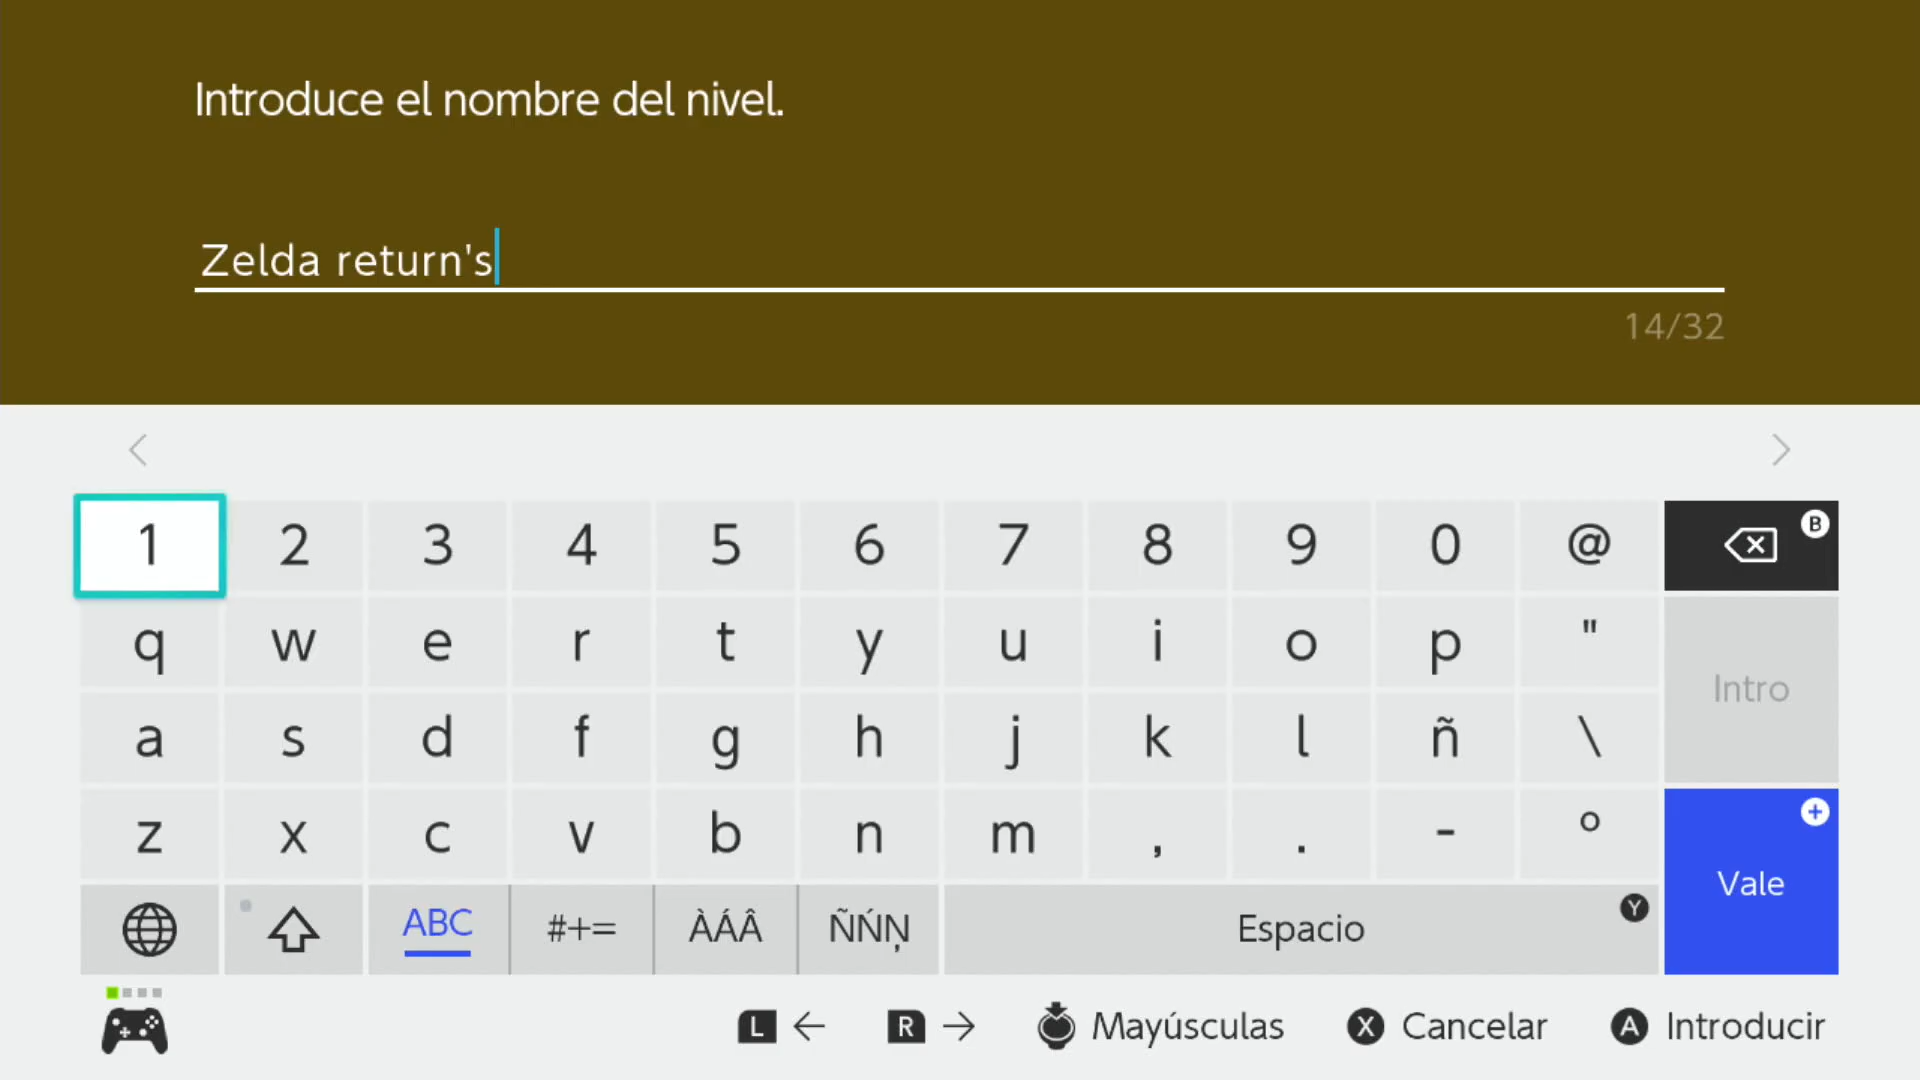 Introduce el nombre del nivel.
Zelda return's
14/32
1 2 3 4 5 6 7 8 9 0 @ B
q w e r t y u i o p "
Intro
a s d f g h j k l ñ \
z x c v b n m , . - º
ABC #+= ÀÁÂ ÑŃŅ Espacio Y
+ Vale
L ← R → Mayúsculas X Cancelar A Introducir